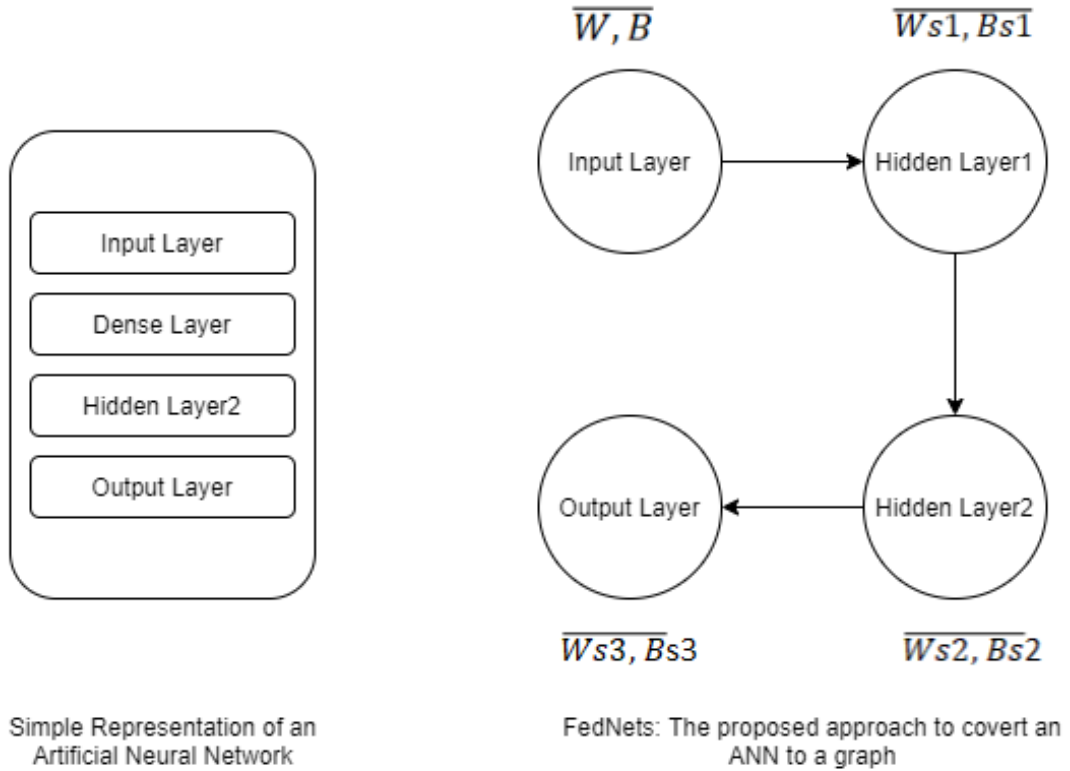 W, B
Ws1, Bs1
Input Layer
Hidden Layer1
Input Layer
Dense Layer
Hidden Layer2
Output Layer
Output Layer
Hidden Layer2
Ws3, Bs3
Ws2, Bs2
Simple Representation of an
Artificial Neural Network
FedNets: The proposed approach to covert an
ANN to a graph